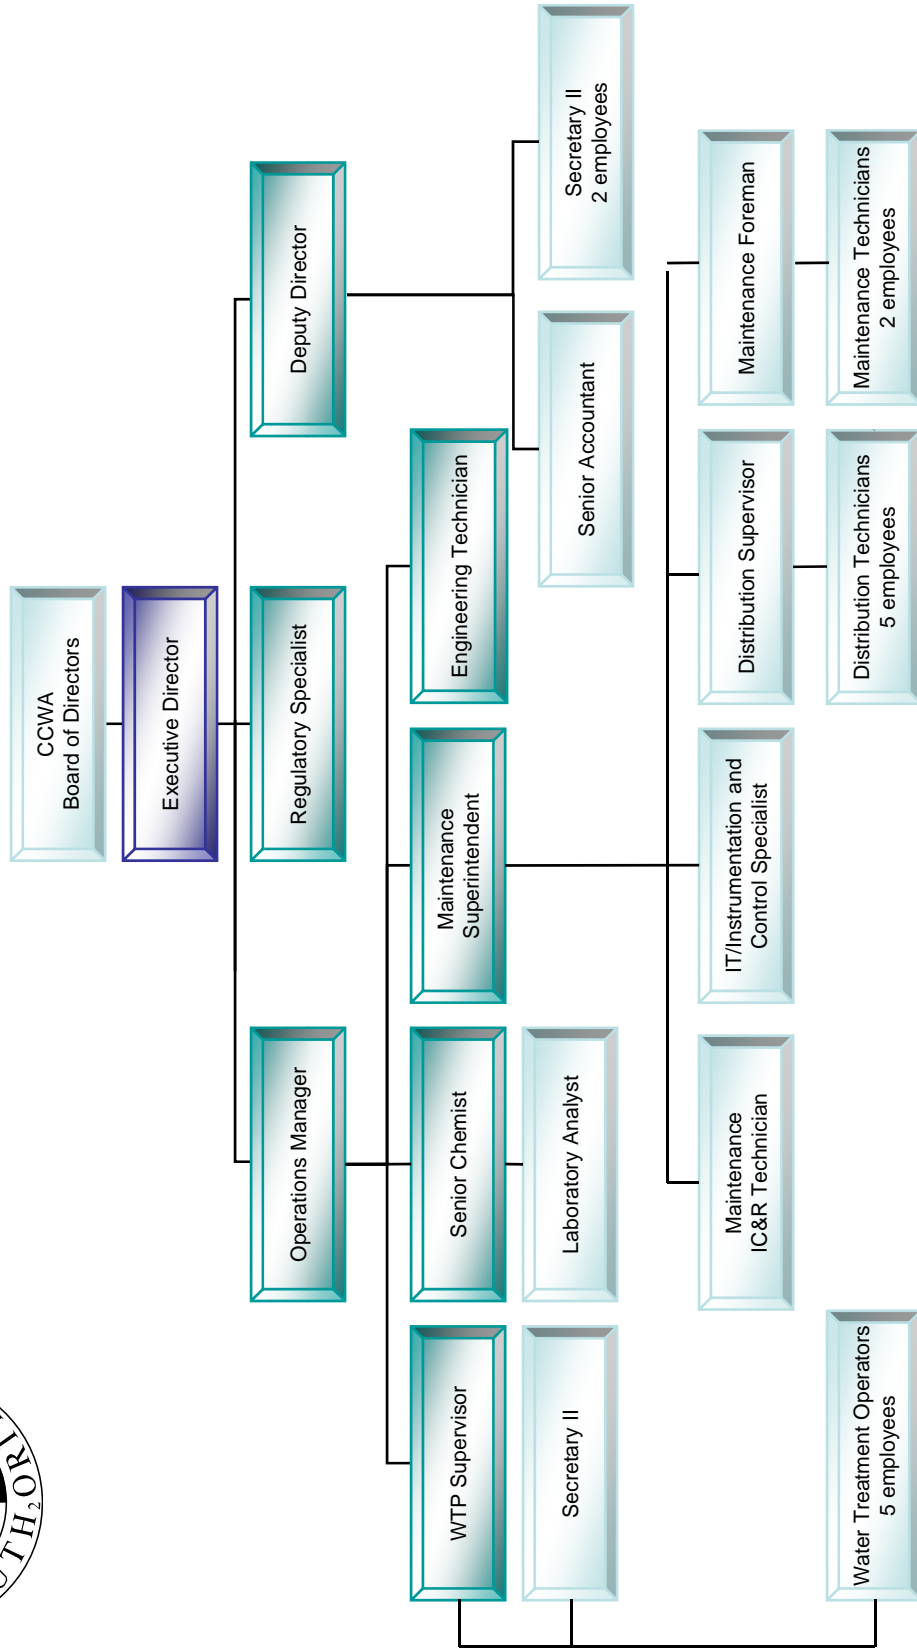 CCWA
Board of Directors
Executive Director
Operations Manager
Regulatory Specialist
Deputy Director
WTP Supervisor
Senior Chemist
Maintenance
Superintendent
Engineering Technician
Secretary II
Laboratory Analyst
Senior Accountant
Secretary II
2 employees
Maintenance
IC&R Technician
IT/Instrumentation and
Control Specialist
Distribution Supervisor
Maintenance Foreman
Water Treatment Operators
5 employees
Distribution Technicians
5 employees
Maintenance Technicians
2 employees